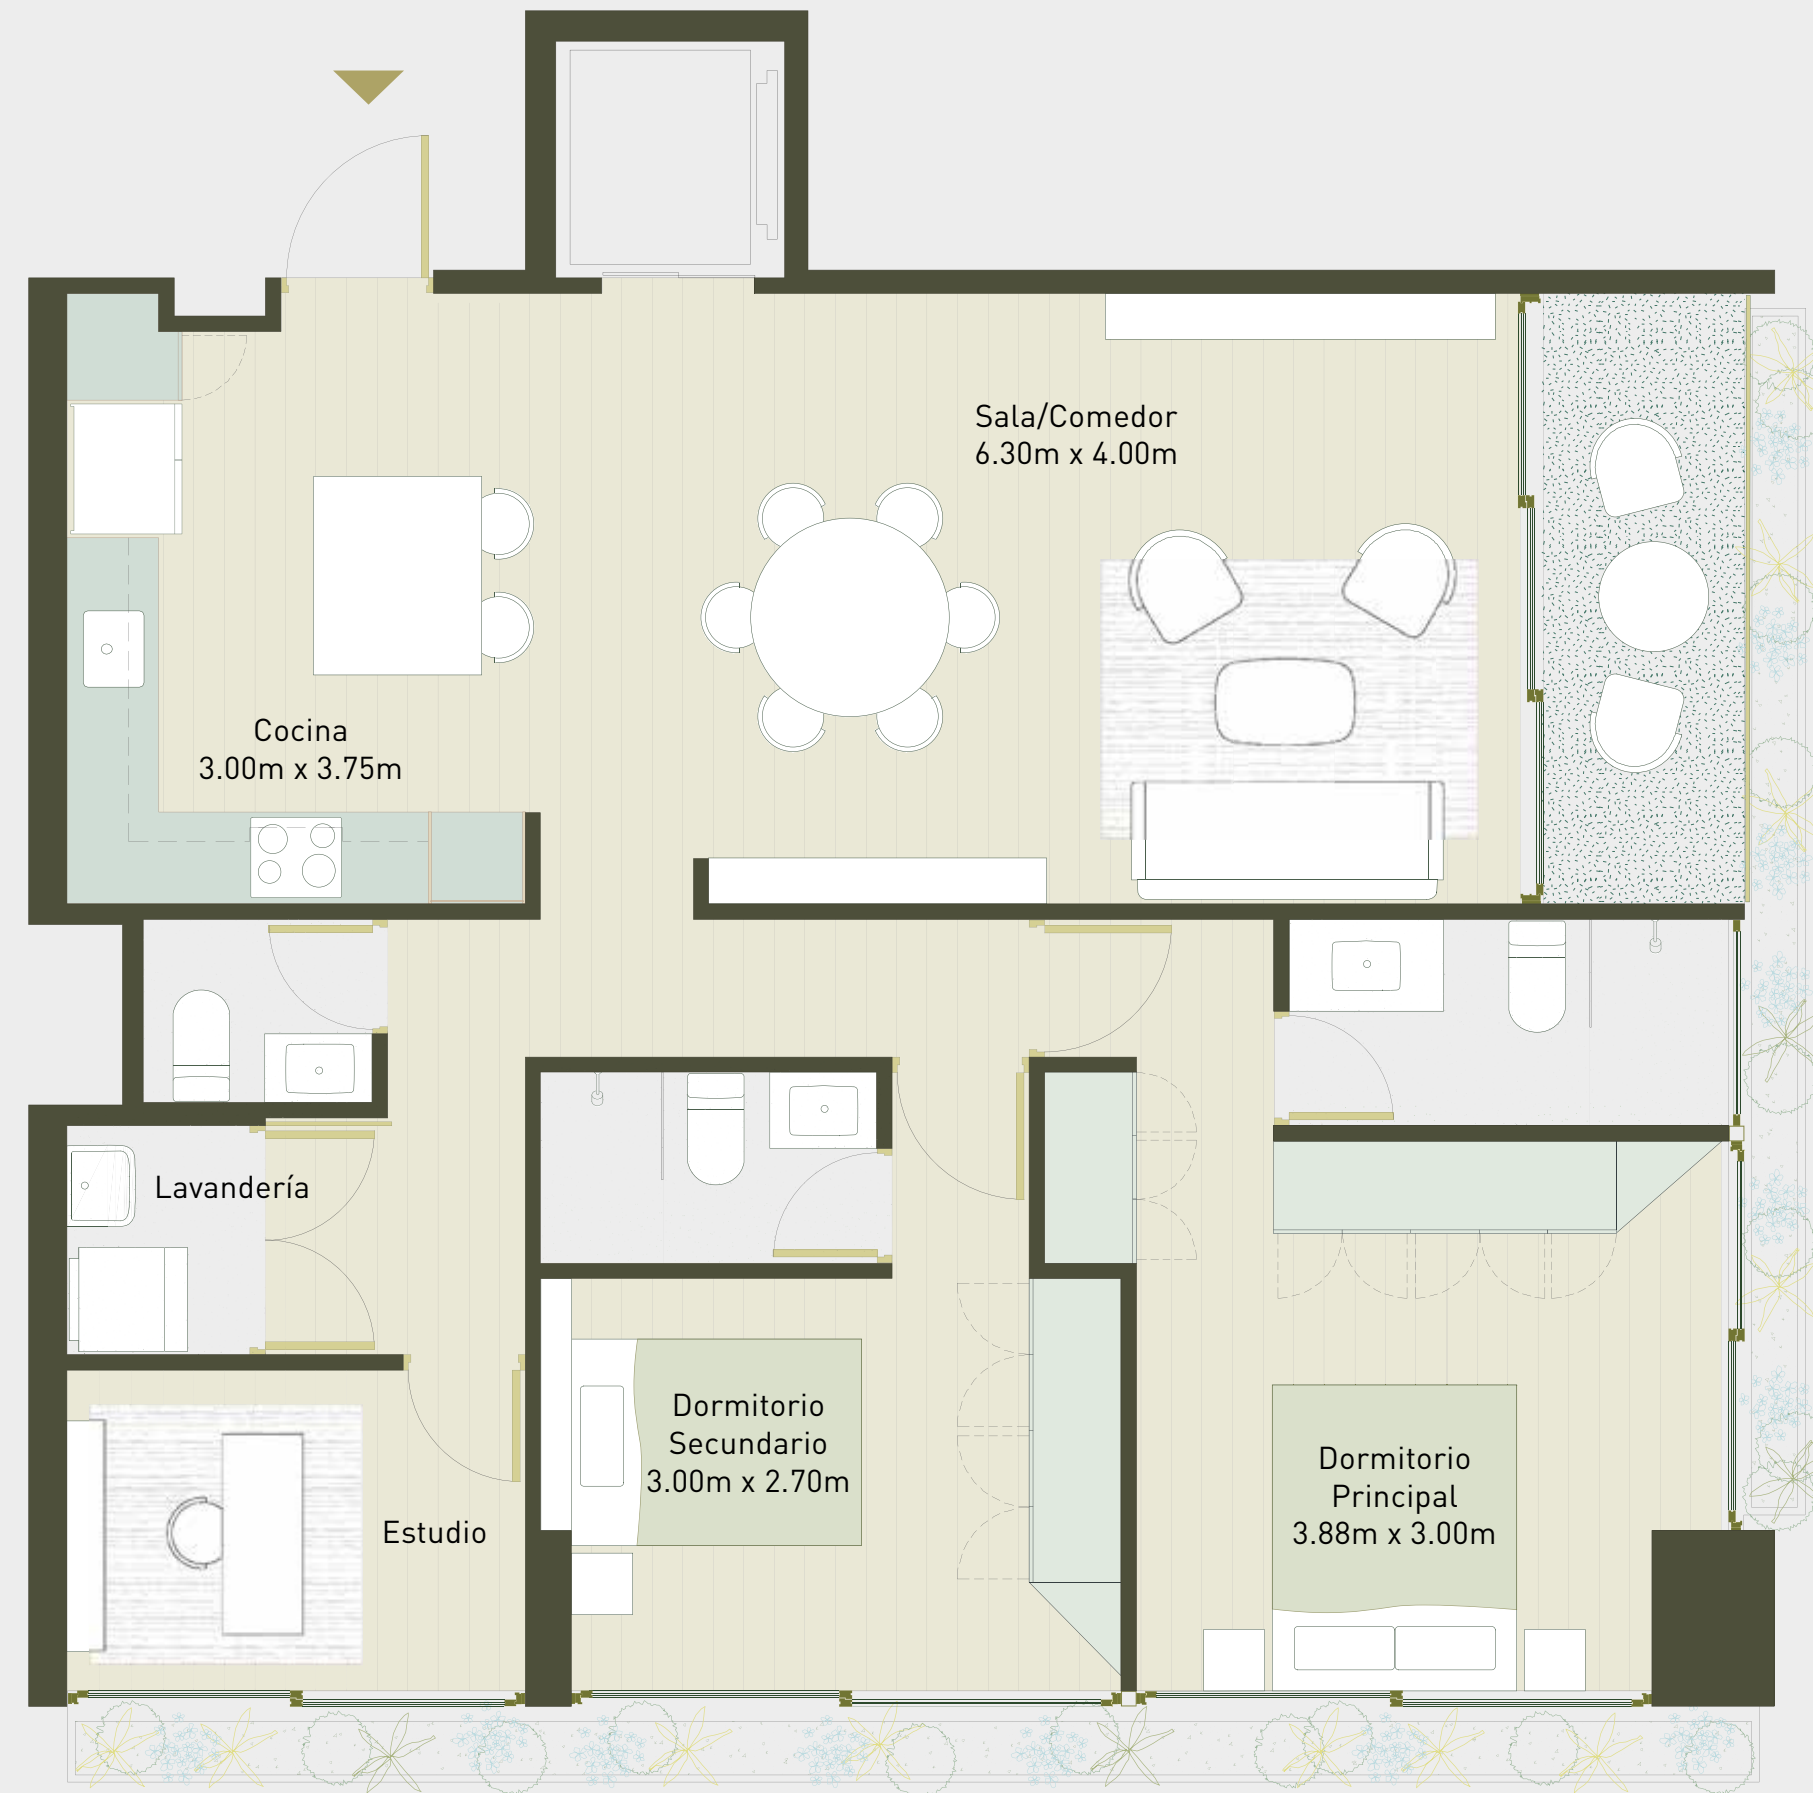 Sala/Comedor
6.30m x 4.00m
Cocina
3.00m x 3.75m
Lavandería
Dormitorio
Secundario
3.00m x 2.70m
Dormitorio
Principal
3.88m x 3.00m
Estudio